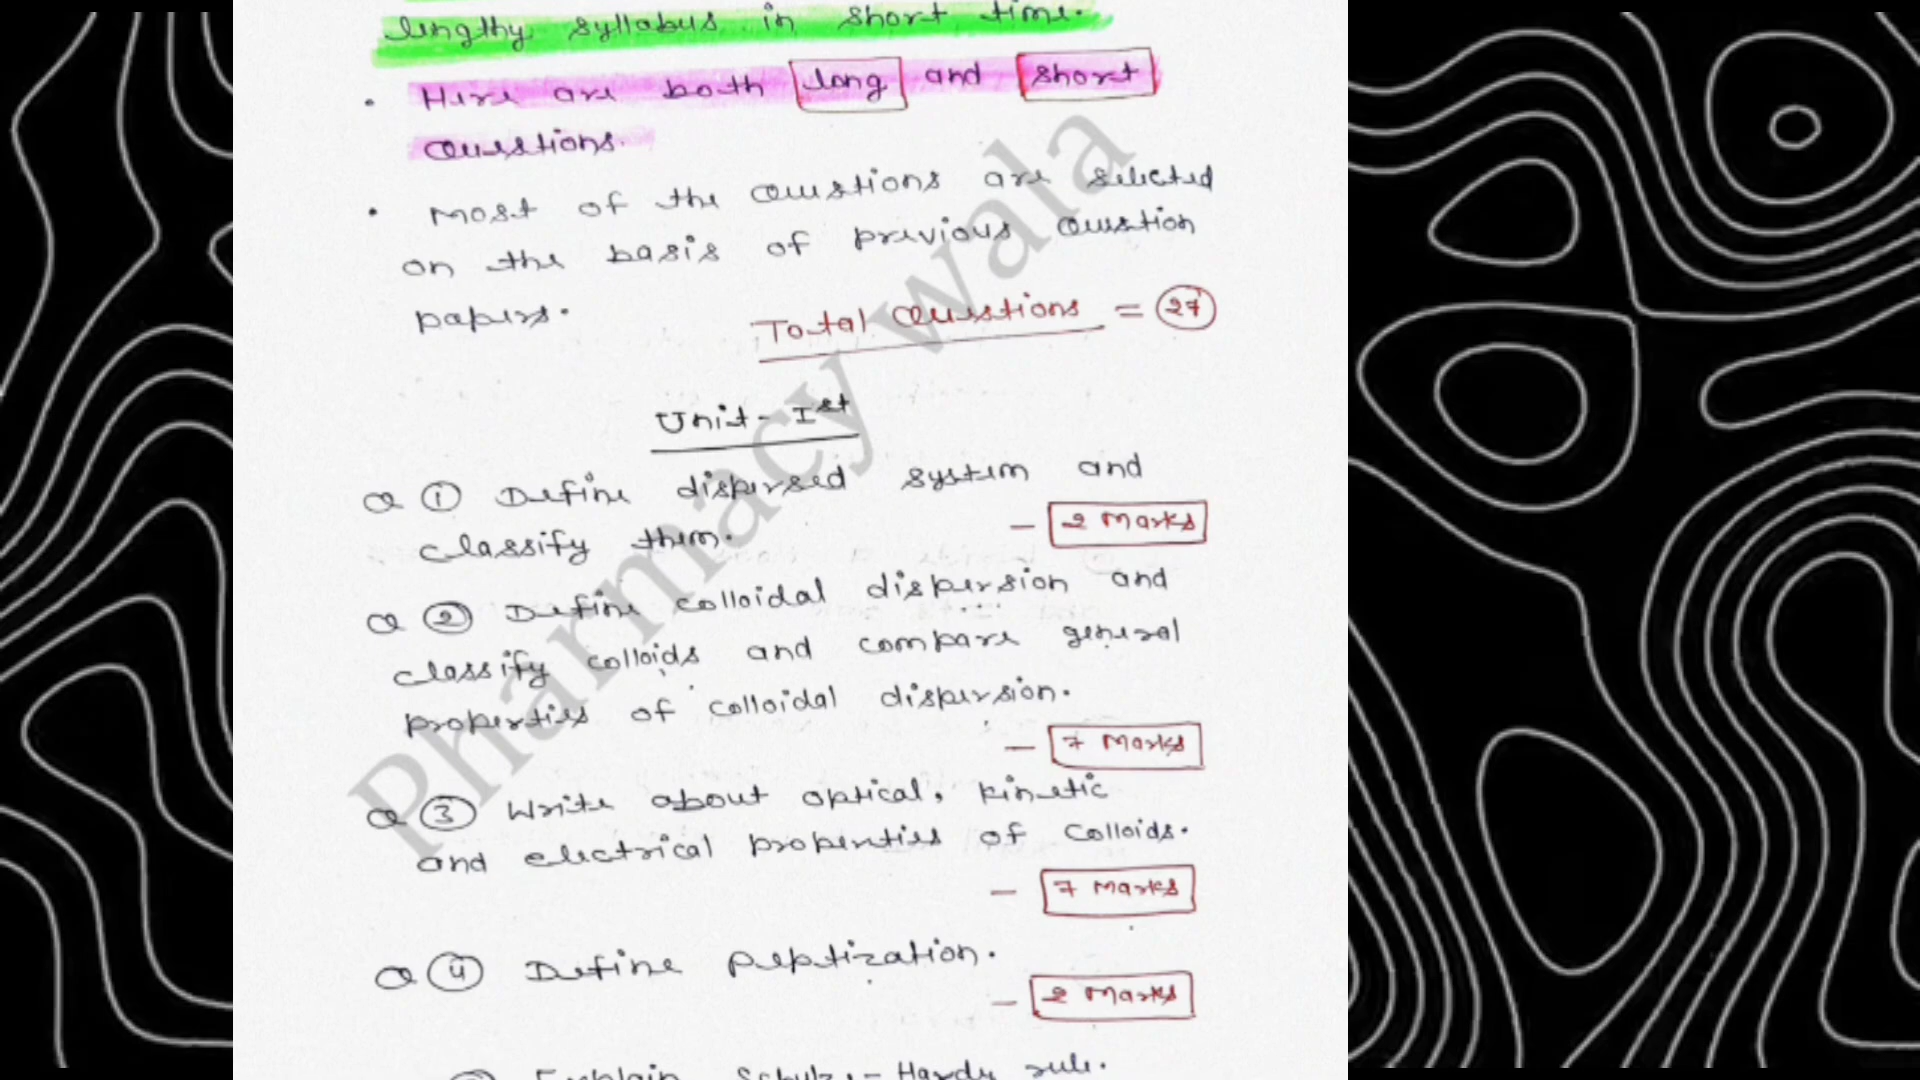 lengthy syllabus in short time.
• Here are both long and short
Questions.
• Most of the Questions are selected
on the basis of previous Question
papers.
Total Questions = 27
Unit - Ist
Q ① Define dispersed system and
classify them.
— 2 Marks
Q ② Define colloidal dispersion and
classify colloids and compare general
properties of colloidal dispersion.
— 7 Marks
Q ③ Write about optical, kinetic
and electrical properties of colloids.
— 7 Marks
Q ④ Define peptization.
— 2 Marks
Explain Schulze-Hardy rule.
Pharmacy wala